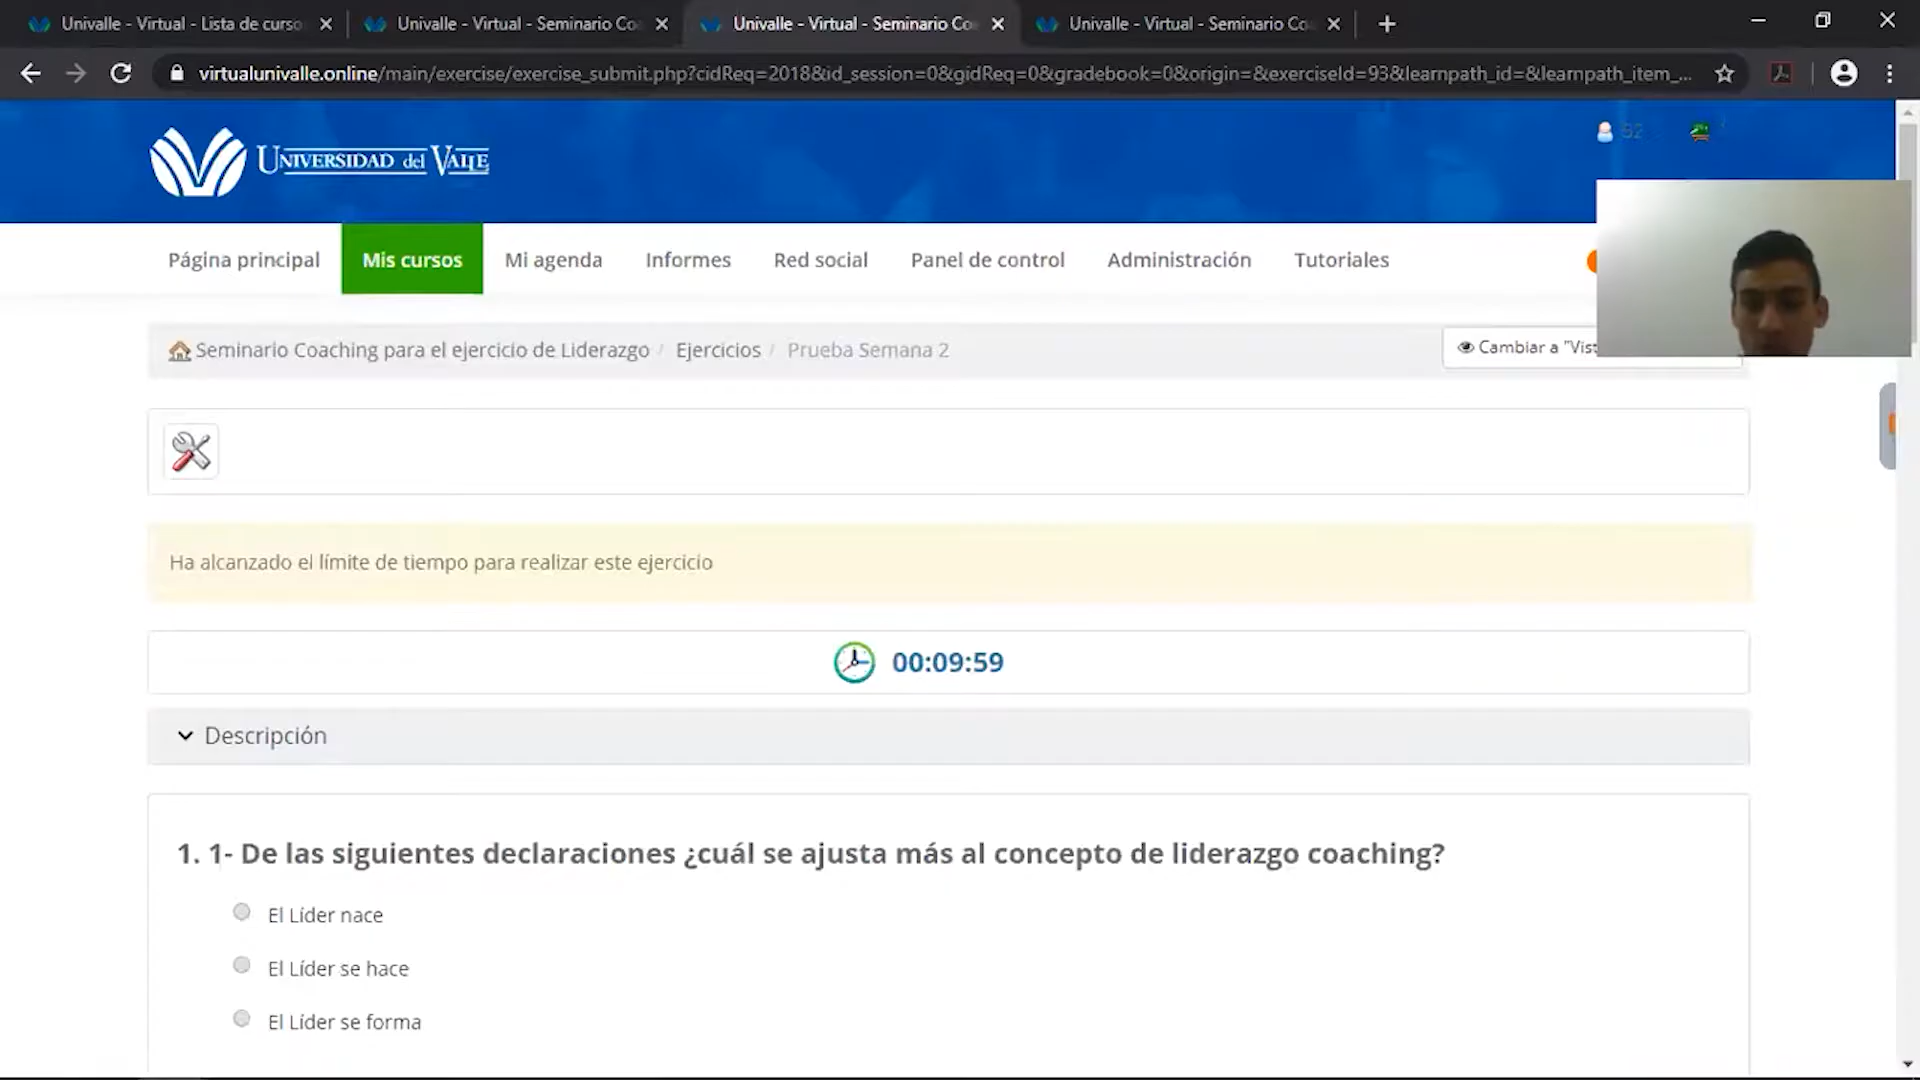 Univalle - Virtual - Lista de curso
Univalle - Virtual - Seminario Co
Univalle - Virtual - Seminario Co
Univalle - Virtual - Seminario Co
virtualunivalle.online/main/exercise/exercise_submit.php?cidReq=2018&id_session=0&gidReq=0&gradebook=0&origin=&exerciseId=93&learnpath_id=&learnpath_item_...
92
UNIVERSIDAD del VALLE
Página principal
Mis cursos
Mi agenda
Informes
Red social
Panel de control
Administración
Tutoriales
Seminario Coaching para el ejercicio de Liderazgo / Ejercicios / Prueba Semana 2
Cambiar a "Vist
Ha alcanzado el límite de tiempo para realizar este ejercicio
00:09:59
Descripción
1. 1- De las siguientes declaraciones ¿cuál se ajusta más al concepto de liderazgo coaching?
El Líder nace
El Líder se hace
El Líder se forma